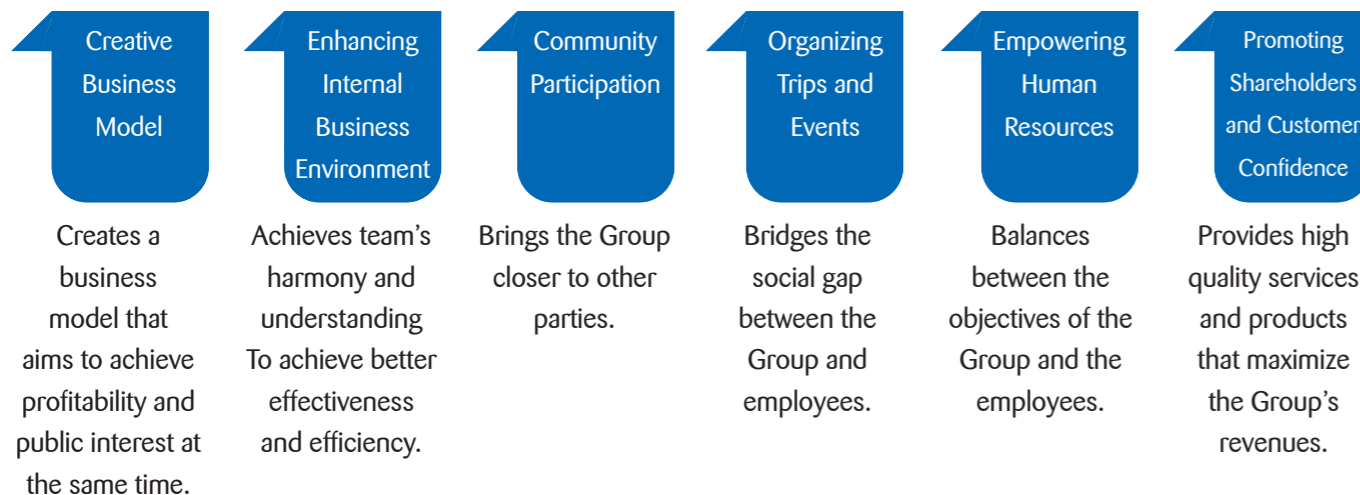 Creative
Business
Model
Creates a
business
model that
aims to achieve
profitability and
public interest at
the same time.
Enhancing
Internal
Business
Environment
Achieves team's
harmony and
understanding
To achieve better
effectiveness
and efficiency.
Community
Participation
Brings the Group
closer to other
parties.
Organizing
Trips and
Events
Bridges the
social gap
between the
Group and
employees.
Empowering
Human
Resources
Balances
between the
objectives of the
Group and the
employees.
Promoting
Shareholders
and Customer
Confidence
Provides high
quality services
and products
that maximize
the Group's
revenues.